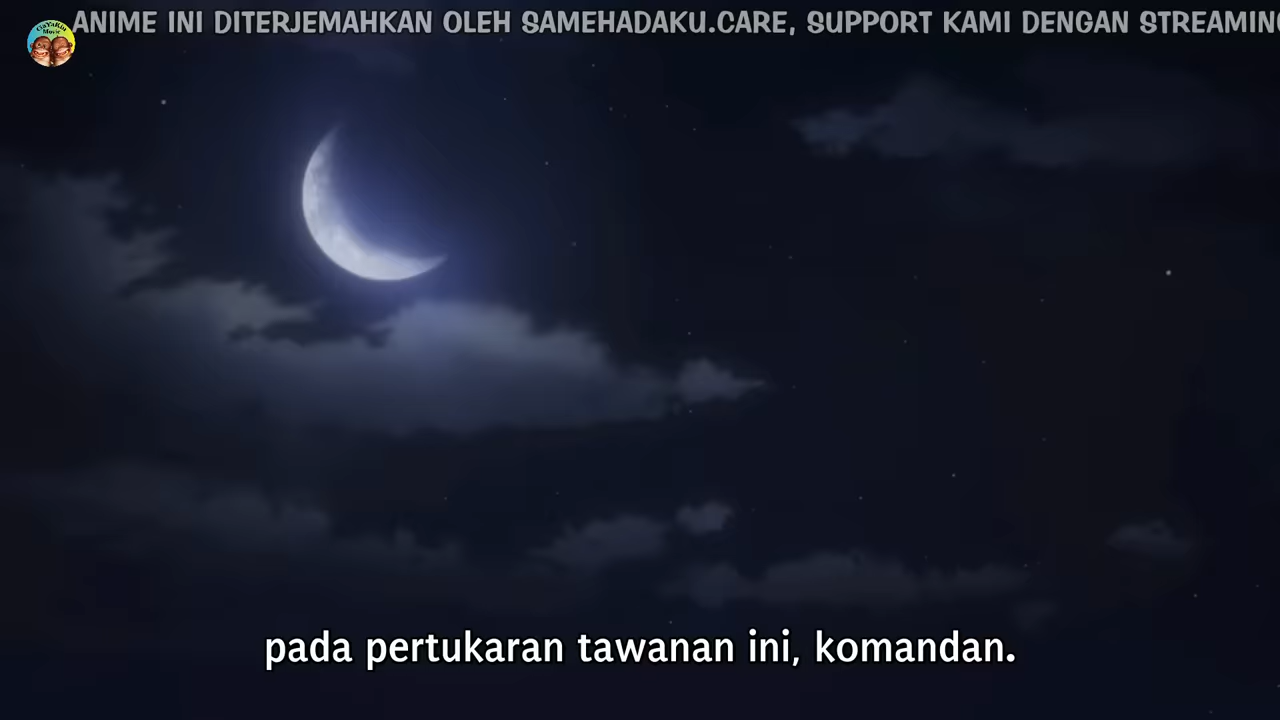 ANIME INI DITERJEMAHKAN OLEH SAMEHADAKU.CARE, SUPPORT KAMI DENGAN STREAMING
pada pertukaran tawanan ini, komandan.